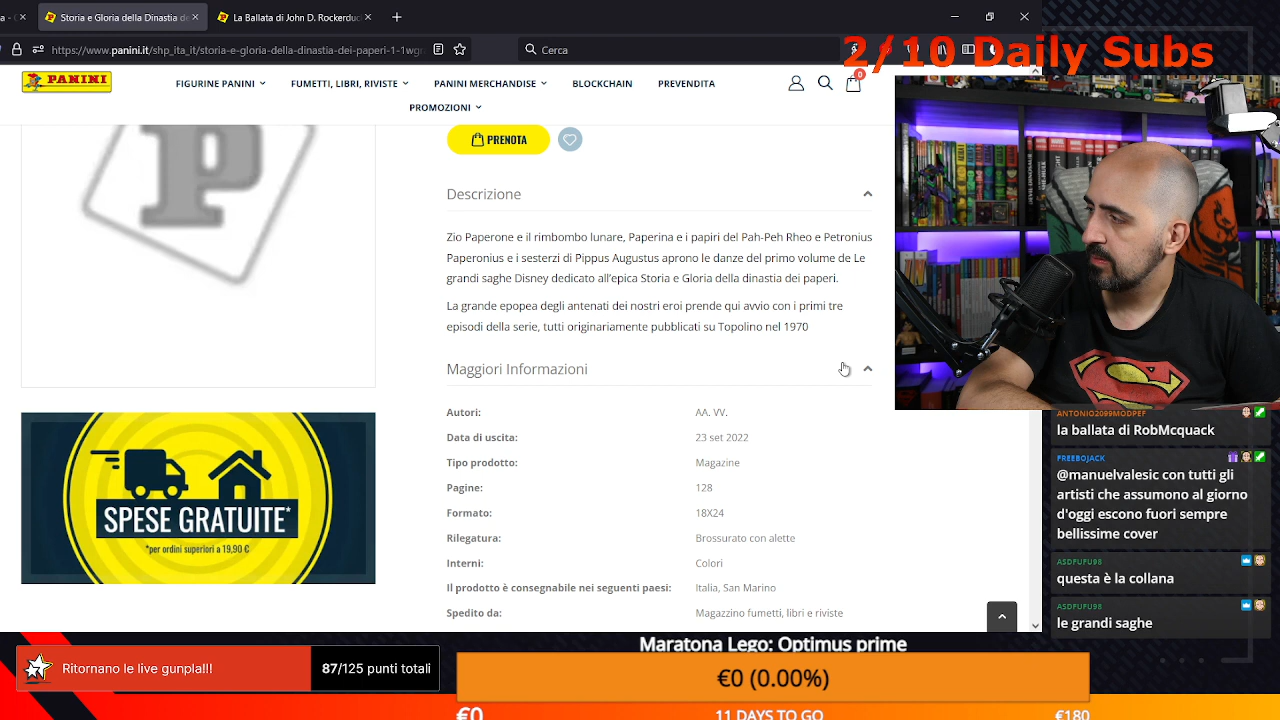 Storia e Gloria della Dinastia de
La Ballata di John D. Rockerduc
https://www.panini.it/shp_ita_it/storia-e-gloria-della-dinastia-dei-paperi-1-1wgr
Cerca
2/10 Daily Subs
PANINI
FIGURINE PANINI
FUMETTI, LIBRI, RIVISTE
PANINI MERCHANDISE
BLOCKCHAIN
PREVENDITA
0
PROMOZIONI
P
PRENOTA
Descrizione
Zio Paperone e il rimbombo lunare, Paperina e i papiri del Pah-Peh Rheo e Petronius
Paperonius e i sesterzi di Pippus Augustus aprono le danze del primo volume de Le
grandi saghe Disney dedicato all'epica Storia e Gloria della dinastia dei paperi.
La grande epopea degli antenati dei nostri eroi prende qui avvio con i primi tre
episodi della serie, tutti originariamente pubblicati su Topolino nel 1970
Maggiori Informazioni
Autori: AA. VV.
Data di uscita: 23 set 2022
Tipo prodotto: Magazine
Pagine: 128
Formato: 18X24
Rilegatura: Brossurato con alette
Interni: Colori
Il prodotto è consegnabile nei seguenti paesi: Italia, San Marino
Spedito da: Magazzino fumetti, libri e riviste
SPESE GRATUITE*
*per ordini superiori a 19,90 €
ANTONIO2099MODPEF
la ballata di RobMcquack
FREEBOJACK
@manuelvalesic con tutti gli
artisti che assumono al giorno
d'oggi escono fuori sempre
bellissime cover
ASDFUFU98
questa è la collana
ASDFUFU98
le grandi saghe
Ritornano le live gunpla!!!
87/125 punti totali
Maratona Lego: Optimus prime
€0 (0.00%)
€0
11 DAYS TO GO
€180